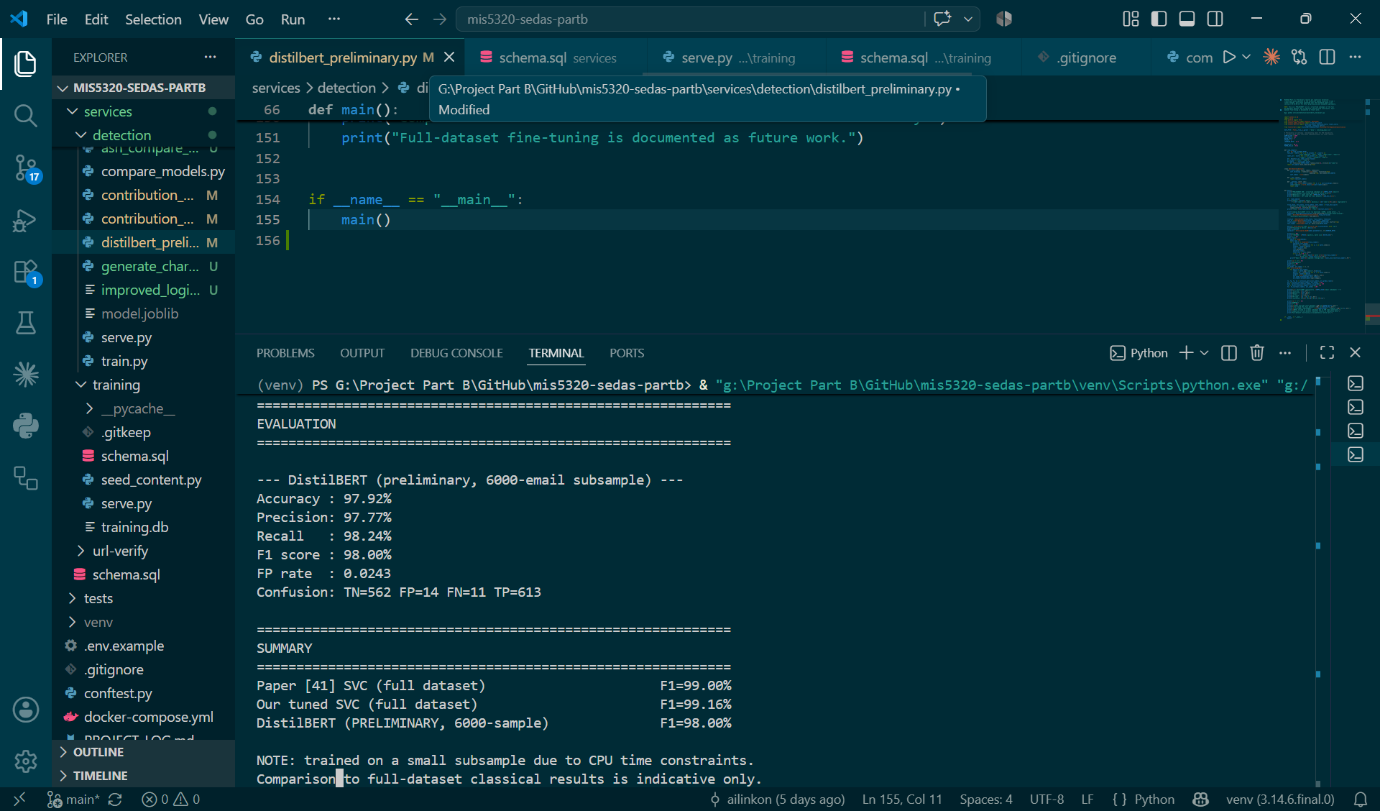 File Edit Selection View Go Run ··· mis5320-sedas-partb
EXPLORER ···
distilbert_preliminary.py M
schema.sql services
serve.py ...\training
schema.sql ...\training
.gitignore
com
MIS5320-SEDAS-PARTB
services > detection >
G:\Project Part B\GitHub\mis5320-sedas-partb\services\detection\distilbert_preliminary.py •
Modified
services
detection
compare_models.py
contribution_... M
contribution_... M
distilbert_preli... M
generate_char... U
improved_logi... U
model.joblib
serve.py
train.py
training
__pycache__
.gitkeep
schema.sql
seed_content.py
serve.py
training.db
url-verify
schema.sql
tests
venv
.env.example
.gitignore
conftest.py
docker-compose.yml
OUTLINE
TIMELINE
17
1
66 def main():
151 print("Full-dataset fine-tuning is documented as future work.")
152
153
154 if __name__ == "__main__":
155 main()
156
PROBLEMS OUTPUT DEBUG CONSOLE TERMINAL PORTS
Python
(venv) PS G:\Project Part B\GitHub\mis5320-sedas-partb> & "g:\Project Part B\GitHub\mis5320-sedas-partb\venv\Scripts\python.exe" "g:/
============================================================
EVALUATION
============================================================
--- DistilBERT (preliminary, 6000-email subsample) ---
Accuracy : 97.92%
Precision: 97.77%
Recall : 98.24%
F1 score : 98.00%
FP rate : 0.0243
Confusion: TN=562 FP=14 FN=11 TP=613
============================================================
SUMMARY
============================================================
Paper [41] SVC (full dataset) F1=99.00%
Our tuned SVC (full dataset) F1=99.16%
DistilBERT (PRELIMINARY, 6000-sample) F1=98.00%
NOTE: trained on a small subsample due to CPU time constraints.
Comparison to full-dataset classical results is indicative only.
main* 0 0 ailinkon (5 days ago) Ln 155, Col 11 Spaces: 4 UTF-8 LF { } Python venv (3.14.6.final.0)